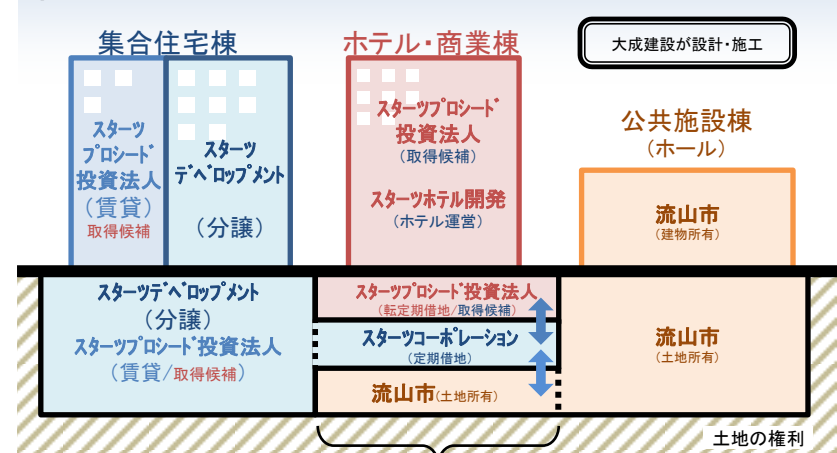 集合住宅棟
ホテル・商業棟
大成建設が設計・施工
スターツ
プロシード
投資法人
（賃貸）
取得候補
スターツ
デベロップメント
（分譲）
スターツプロシード
投資法人
（取得候補）
スターツホテル開発
（ホテル運営）
公共施設棟
（ホール）
流山市
（建物所有）
スターツデベロップメント
（分譲）
スターツプロシード投資法人
（賃貸/取得候補）
スターツプロシード投資法人
（転定期借地/取得候補）
スターツコーポレーション
（定期借地）
流山市（土地所有）
流山市
（土地所有）
土地の権利